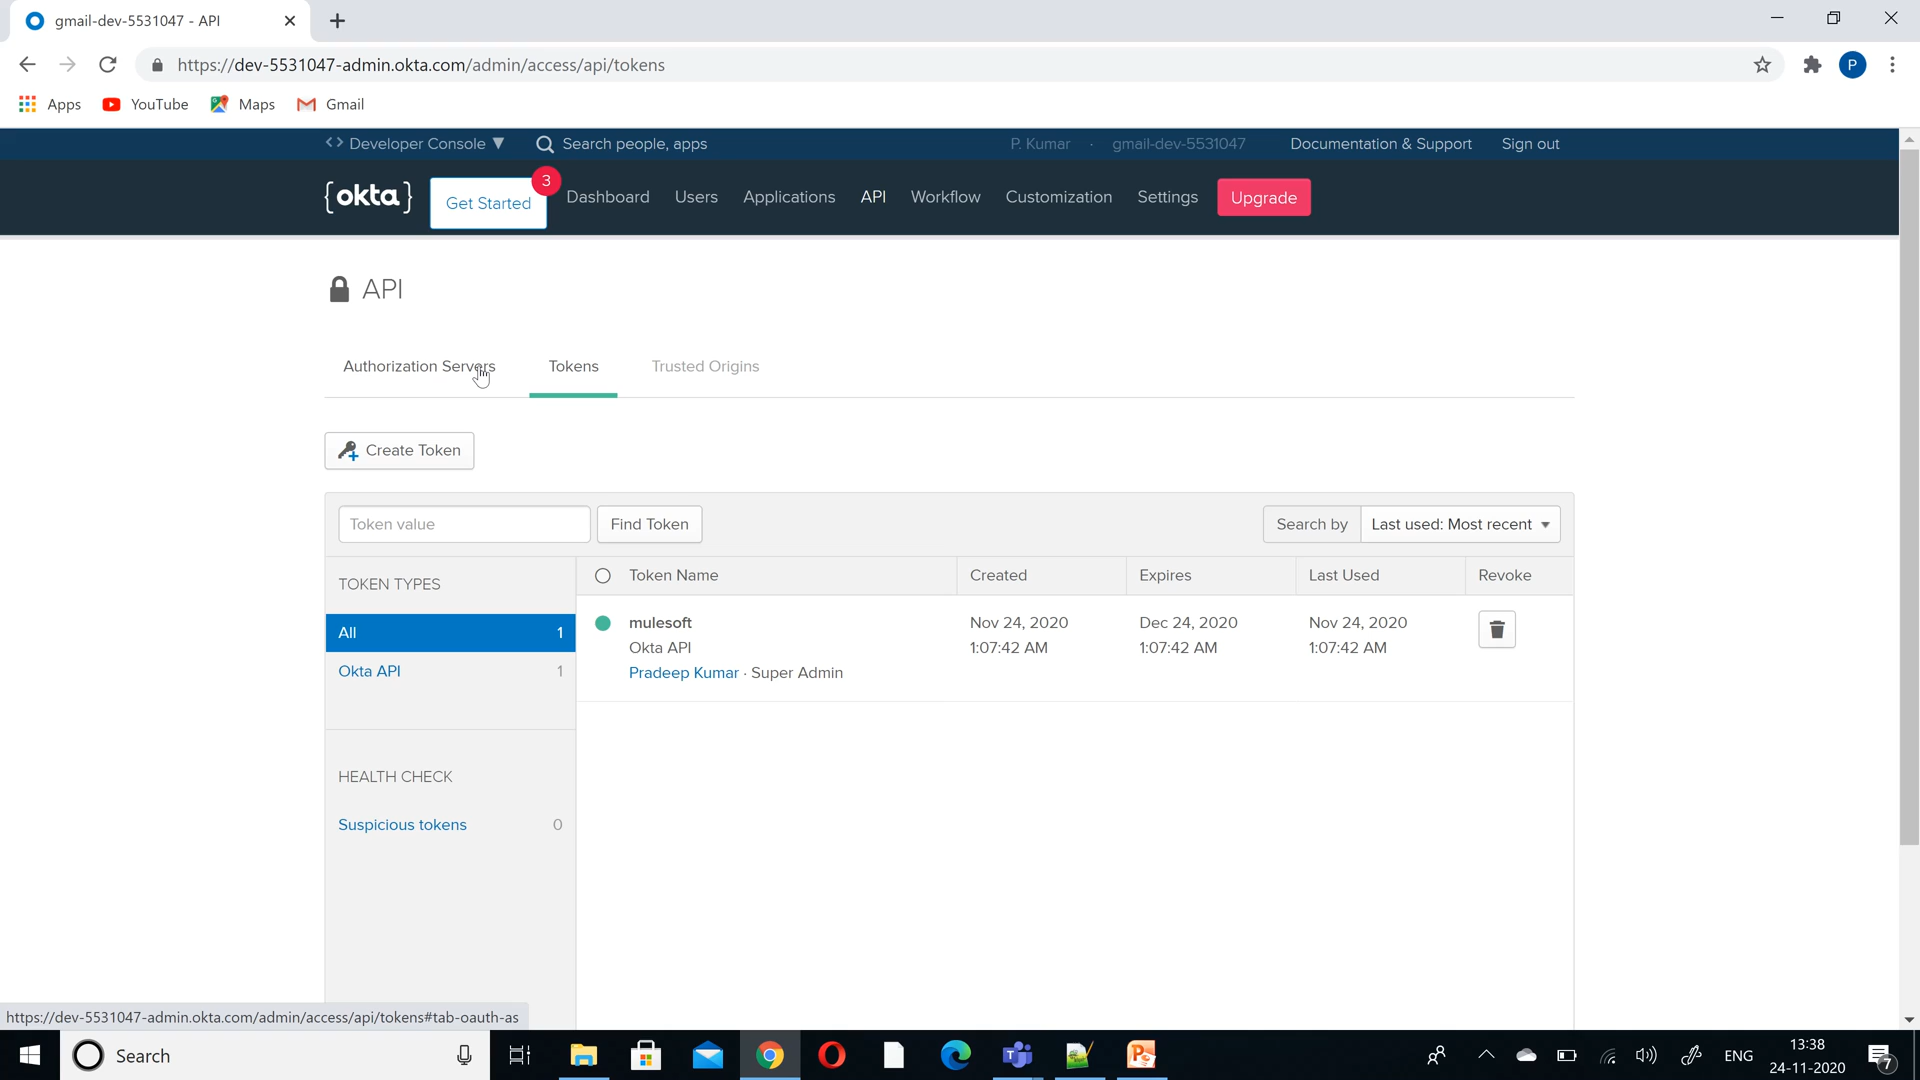 gmail-dev-5531047 - API
https://dev-5531047-admin.okta.com/admin/access/api/tokens
P
Apps YouTube Maps Gmail
<> Developer Console ▼ Search people, apps P. Kumar · gmail-dev-5531047 Documentation & Support Sign out
{okta} Get Started 3 Dashboard Users Applications API Workflow Customization Settings Upgrade
API
Authorization Servers Tokens Trusted Origins
Create Token
Token value Find Token Search by Last used: Most recent
TOKEN TYPES Token Name Created Expires Last Used Revoke
All 1 mulesoft Nov 24, 2020 Dec 24, 2020 Nov 24, 2020
Okta API 1:07:42 AM 1:07:42 AM 1:07:42 AM
Okta API 1 Pradeep Kumar · Super Admin
HEALTH CHECK
Suspicious tokens 0
https://dev-5531047-admin.okta.com/admin/access/api/tokens#tab-oauth-as
Search ENG 13:38
24-11-2020 7